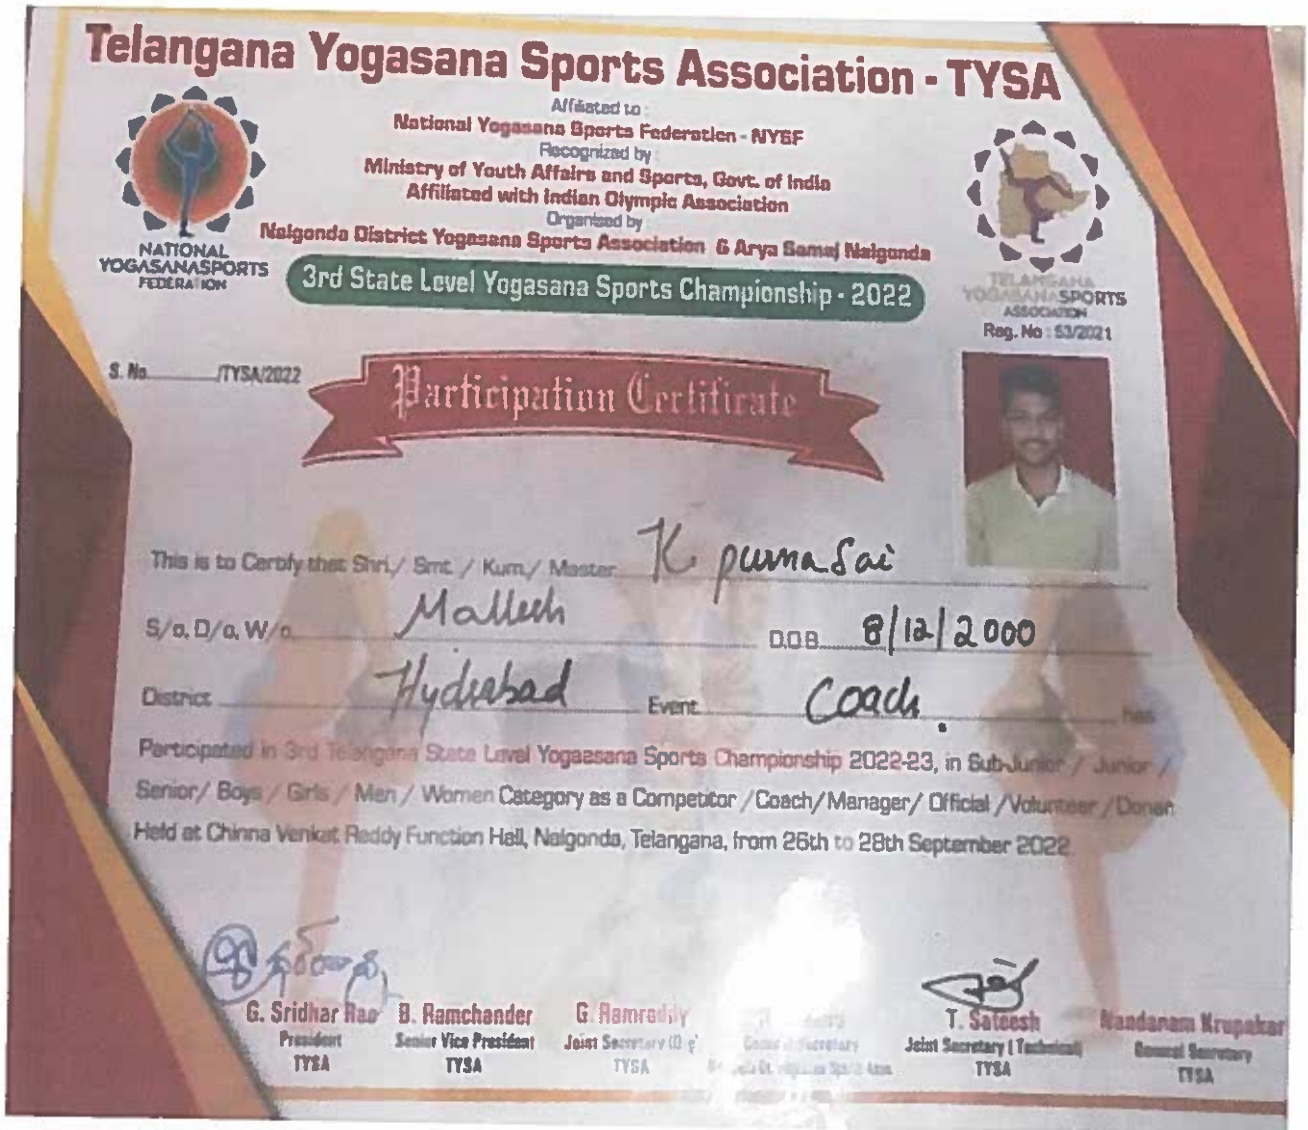 Telangana Yogasana Sports Association - TYSA
Affiliated to :
National Yogasana Sports Federation - NYSF
Recognized by :
Ministry of Youth Affairs and Sports, Govt. of India
Affiliated with Indian Olympic Association
Organised by
Nalgonda District Yogasana Sports Association & Arya Samaj Nalgonda
3rd State Level Yogasana Sports Championship - 2022
NATIONAL
YOGASANASPORTS
FEDERATION
TELANGANA
YOGASANASPORTS
ASSOCIATION
Reg. No : 53/2021
S. No. /TYSA/2022
Participation Certificate
This is to Certify that Shri./ Smt. / Kum./ Master K purna Sai
S/o, D/o, W/o Mallesh D.O.B. 8/12/2000
District Hyderabad Event Coach. has
Participated in 3rd Telangana State Level Yogaasana Sports Championship 2022-23, in Sub-Junior / Junior /
Senior/ Boys / Girls / Men / Women Category as a Competitor /Coach/Manager/ Official /Volunteer /Doner
Held at Chinna Venkat Reddy Function Hall, Nalgonda, Telangana, from 26th to 28th September 2022.
G. Sridhar Rao
President
TYSA
B. Ramchander
Senior Vice President
TYSA
G. Ramreddy
Joint Secretary
TYSA
Secretary
T. Sateesh
Joint Secretary (Technical)
TYSA
Nandanam Krupakar
General Secretary
TYSA